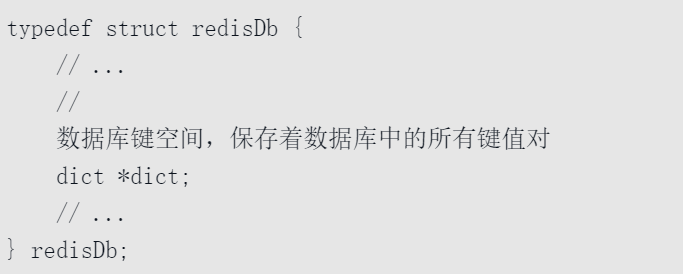 typedef struct redisDb {
// ...
//
数据库键空间，保存着数据库中的所有键值对
dict *dict;
// ...
} redisDb;